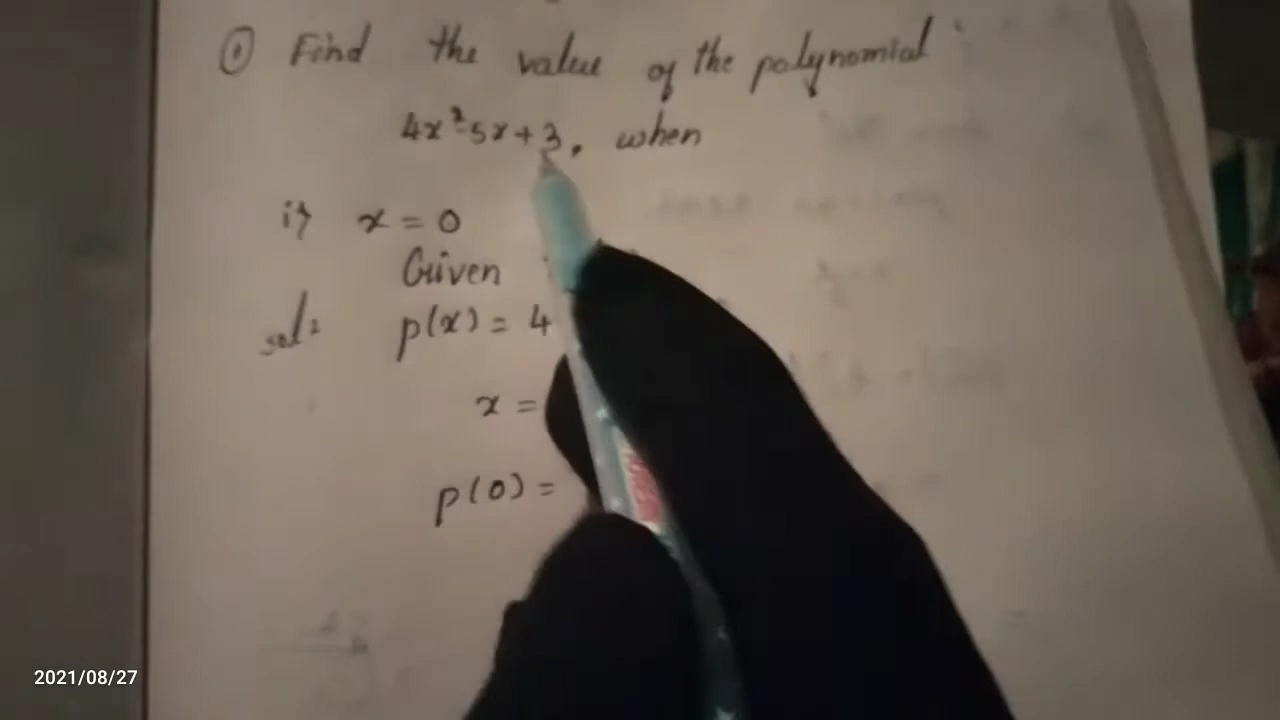 ① Find the value of the polynomial
4x²-5x+3, when
i) x = 0
Given
sol: p(x) = 4
x =
p(0) =
2021/08/27